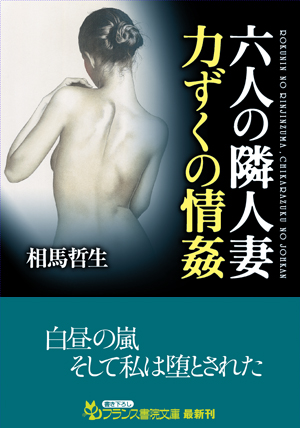 六人の隣人妻
力ずくの情姦
ROKUNIN NO RINJINZUMA, CHIKARAZUKU NO JOHKAN
相馬哲生
白昼の嵐
そして私は堕とされた
書き下ろし
フランス書院文庫 最新刊